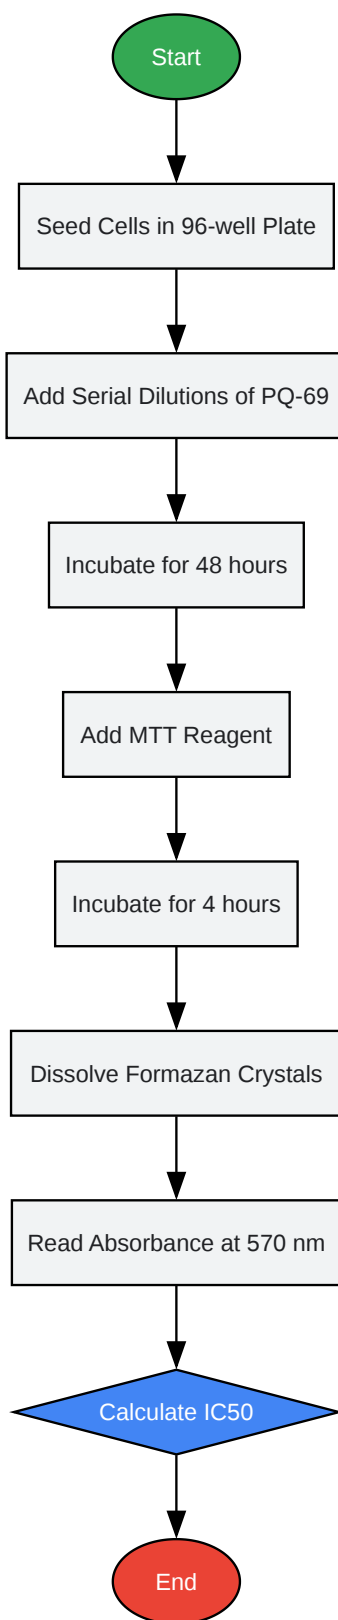 Start
Seed Cells in 96-well Plate
Add Serial Dilutions of PQ-69
Incubate for 48 hours
Add MTT Reagent
Incubate for 4 hours
Dissolve Formazan Crystals
Read Absorbance at 570 nm
Calculate IC50
End